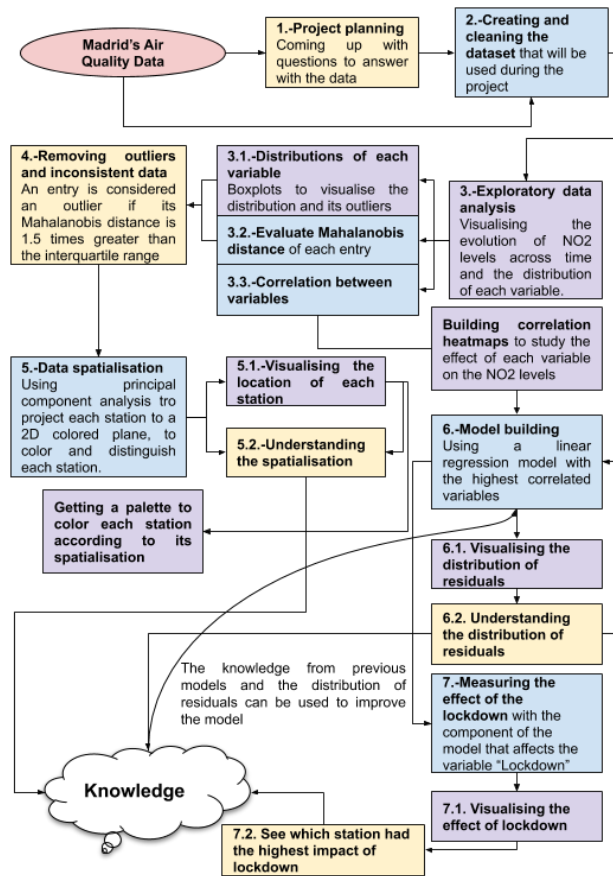 Madrid's Air
Quality Data
1.-Project planning
Coming up with
questions to answer
with the data
2.-Creating and
cleaning the
dataset that will be
used during the
project
4.-Removing outliers
and inconsistent data
An entry is considered
an outlier if its
Mahalanobis distance is
1.5 times greater than
the interquartile range
3.1.-Distributions of each
variable
Boxplots to visualise the
distribution and its outliers
3.2.-Evaluate Mahalanobis
distance of each entry
3.3.-Correlation between
variables
3.-Exploratory data
analysis
Visualising the
evolution of NO2
levels across time
and the distribution
of each variable.
Building correlation
heatmaps to study the
effect of each variable
on the NO2 levels
5.-Data spatialisation
Using principal
component analysis tro
project each station to a
2D colored plane, to
color and distinguish
each station.
5.1.-Visualising the
location of each
station
5.2.-Understanding
the spatialisation
6.-Model building
Using a linear
regression model with
the highest correlated
variables
Getting a palette to
color each station
according to its
spatialisation
6.1. Visualising the
distribution of
residuals
6.2. Understanding
the distribution of
residuals
The knowledge from previous
models and the distribution of
residuals can be used to improve
the model
7.-Measuring the
effect of the
lockdown with the
component of the
model that affects the
variable “Lockdown”
Knowledge
7.1. Visualising the
effect of lockdown
7.2. See which station had
the highest impact of
lockdown